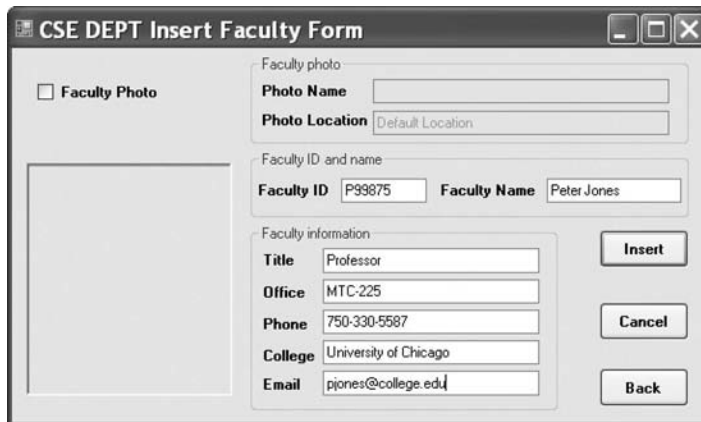 CSE DEPT Insert Faculty Form
Faculty Photo
Faculty photo
Photo Name
Photo Location Default Location
Faculty ID and name
Faculty ID P99875 Faculty Name Peter Jones
Faculty information
Title Professor
Office MTC-225
Phone 750-330-5587
College University of Chicago
Email pjones@college.edu
Insert
Cancel
Back